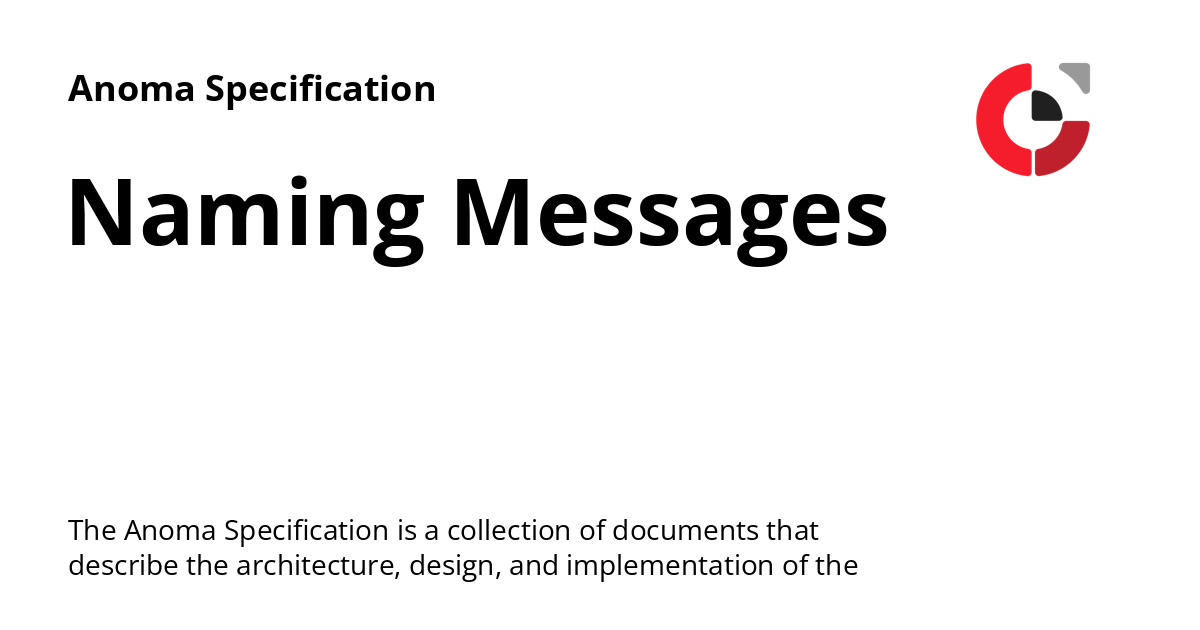 Anoma Specification
Naming Messages
The Anoma Specification is a collection of documents that
describe the architecture, design, and implementation of the